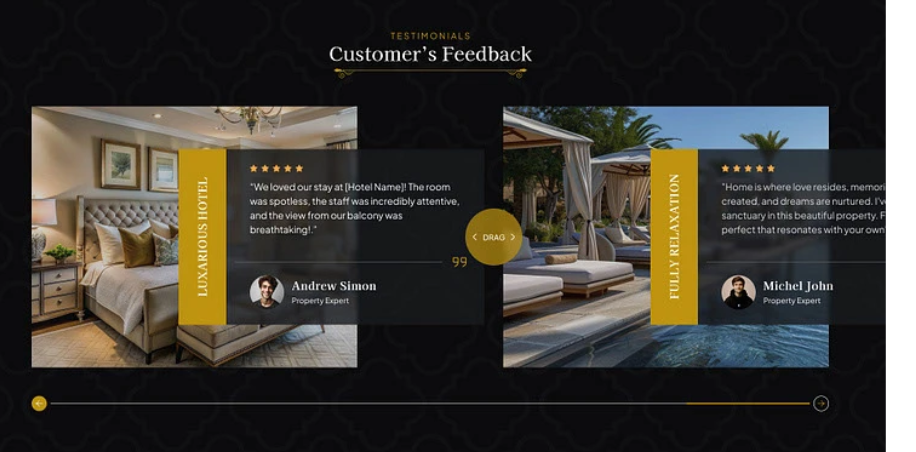 TESTIMONIALS
Customer's Feedback
LUXARIOUS HOTEL
"We loved our stay at [Hotel Name]! The room
was spotless, the staff was incredibly attentive,
and the view from our balcony was
breathtaking!."
Andrew Simon
Property Expert
DRAG
FULLY RELAXATION
"Home is where love resides, memori
created, and dreams are nurtured. I'v
sanctuary in this beautiful property. F
perfect that resonates with your own
Michel John
Property Expert